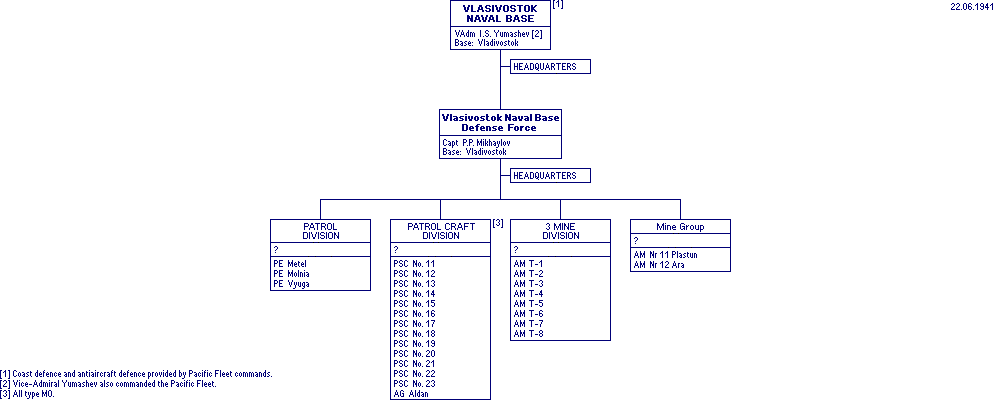 VLASIVOSTOK
NAVAL BASE
[1]
22.06.1941
VAdm I.S. Yumashev [2]
Base: Vladivostok
HEADQUARTERS
Vlasivostok Naval Base
Defense Force
Capt P.P. Mikhaylov
Base: Vladivostok
HEADQUARTERS
PATROL
DIVISION
?
PE Metel
PE Molnia
PE Vyuga
PATROL CRAFT
DIVISION
[3]
?
PSC No. 11
PSC No. 12
PSC No. 13
PSC No. 14
PSC No. 15
PSC No. 16
PSC No. 17
PSC No. 18
PSC No. 19
PSC No. 20
PSC No. 21
PSC No. 22
PSC No. 23
AG Aldan
3 MINE
DIVISION
?
AM T-1
AM T-2
AM T-3
AM T-4
AM T-5
AM T-6
AM T-7
AM T-8
Mine Group
?
AM Nr 11 Plastun
AM Nr 12 Ara
[1] Coast defence and antiaircraft defence provided by Pacific Fleet commands.
[2] Vice-Admiral Yumashev also commanded the Pacific Fleet.
[3] All type MO.